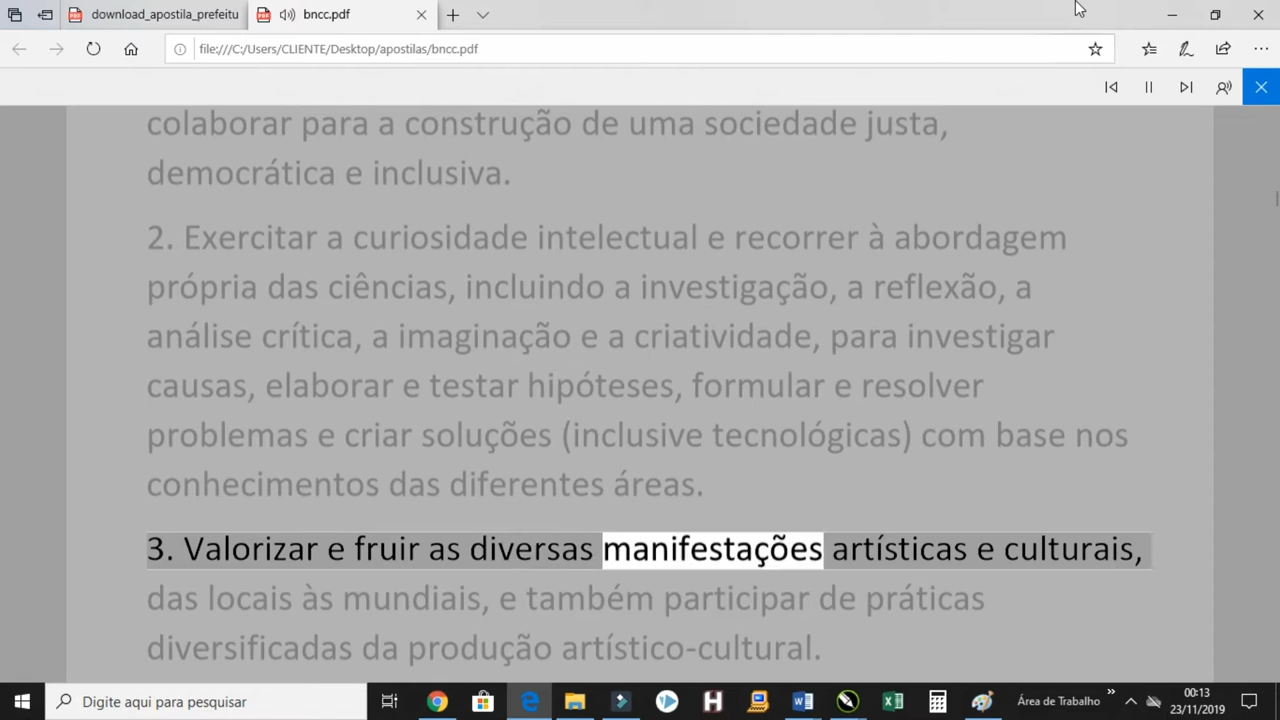 download_apostila_prefeitu
bncc.pdf
file:///C:/Users/CLIENTE/Desktop/apostilas/bncc.pdf
colaborar para a construção de uma sociedade justa,
democrática e inclusiva.
2. Exercitar a curiosidade intelectual e recorrer à abordagem
própria das ciências, incluindo a investigação, a reflexão, a
análise crítica, a imaginação e a criatividade, para investigar
causas, elaborar e testar hipóteses, formular e resolver
problemas e criar soluções (inclusive tecnológicas) com base nos
conhecimentos das diferentes áreas.
3. Valorizar e fruir as diversas manifestações artísticas e culturais,
das locais às mundiais, e também participar de práticas
diversificadas da produção artístico-cultural.
Digite aqui para pesquisar
Área de Trabalho
00:13
23/11/2019